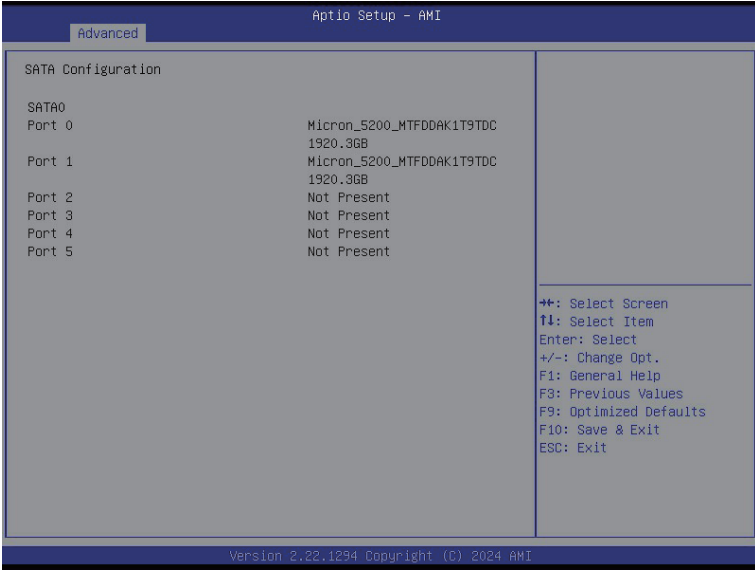 Aptio Setup - AMI
Advanced
SATA Configuration
SATA0
Port 0 Micron_5200_MTFDDAK1T9TDC
1920.3GB
Port 1 Micron_5200_MTFDDAK1T9TDC
1920.3GB
Port 2 Not Present
Port 3 Not Present
Port 4 Not Present
Port 5 Not Present
→←: Select Screen
↑↓: Select Item
Enter: Select
+/-: Change Opt.
F1: General Help
F3: Previous Values
F9: Optimized Defaults
F10: Save & Exit
ESC: Exit
Version 2.22.1294 Copyright (C) 2024 AMI